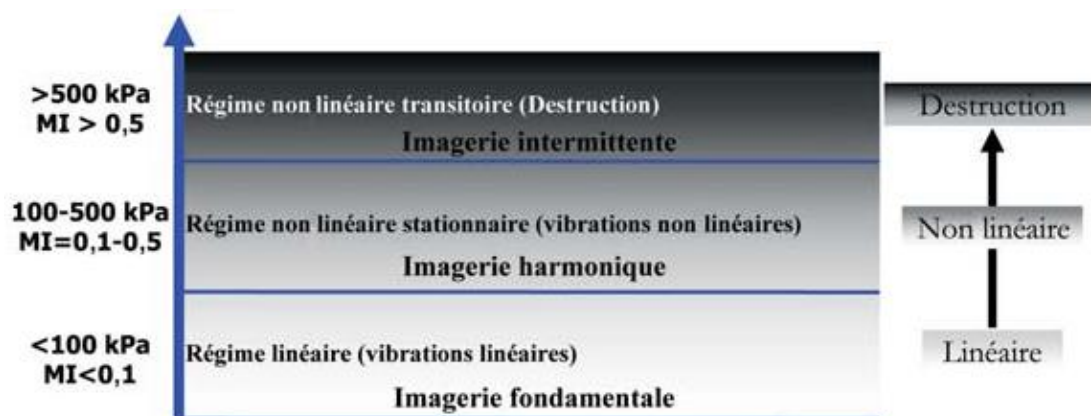 >500 kPa
MI > 0,5
Régime non linéaire transitoire (Destruction)
Imagerie intermittente
Destruction
100-500 kPa
MI=0,1-0,5
Régime non linéaire stationnaire (vibrations non linéaires)
Imagerie harmonique
Non linéaire
<100 kPa
MI<0,1
Régime linéaire (vibrations linéaires)
Imagerie fondamentale
Linéaire